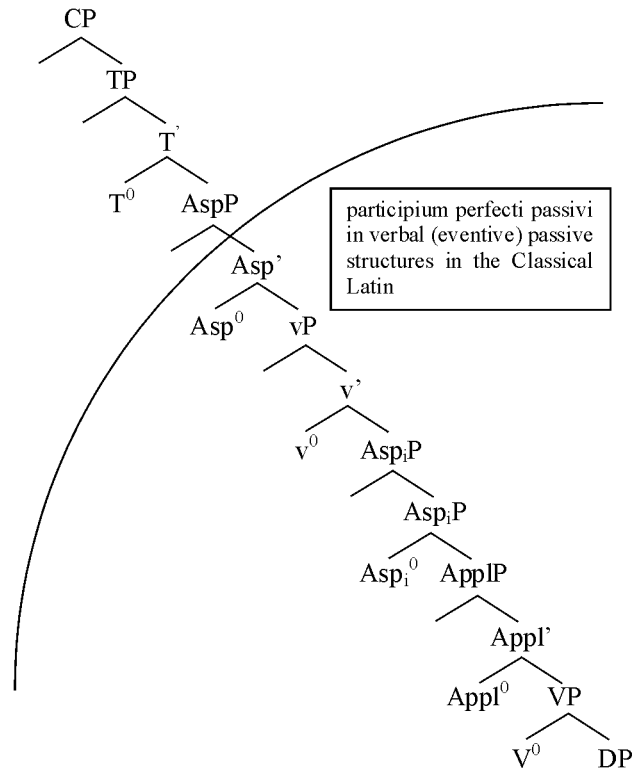 CP
TP
T’
T⁰ AspP
participium perfecti passivi
in verbal (eventive) passive
structures in the Classical
Latin
Asp’
Asp⁰ vP
v’
v⁰ AspᵢP
AspᵢP
Aspᵢ⁰ ApplP
Appl’
Appl⁰ VP
V⁰ DP